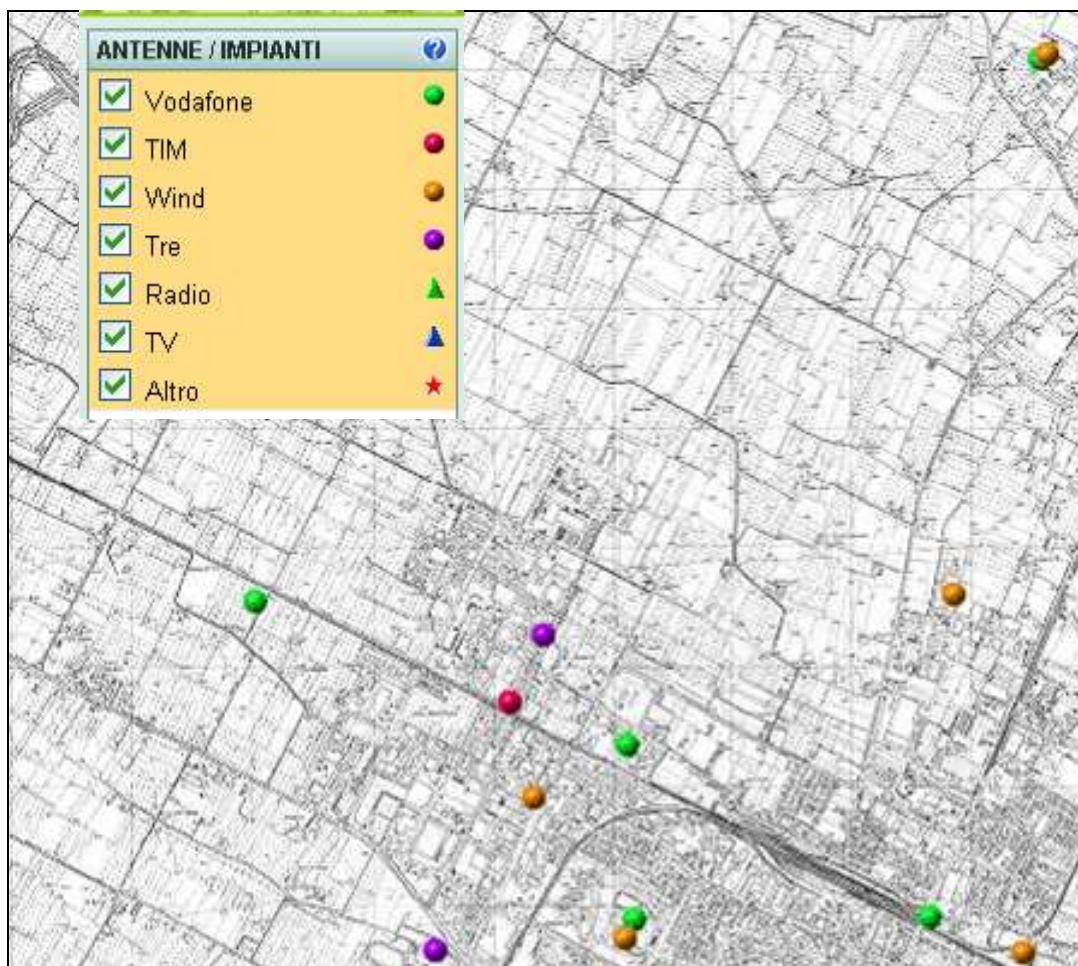 ANTENNE / IMPIANTI ?
Vodafone
TIM
Wind
Tre
Radio
TV
Altro